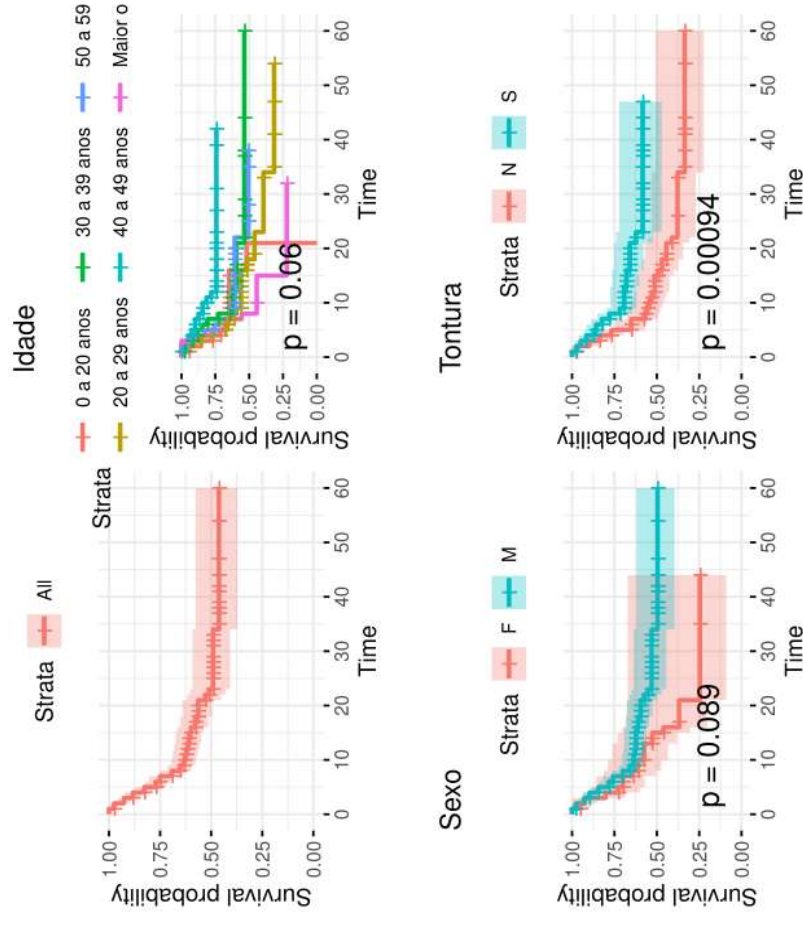 Strata All
Survival probability
1.00
0.75
0.50
0.25
0.00
0 10 20 30 40 50 60
Time
Idade
Strata
0 a 20 anos 30 a 39 anos 50 a 59
20 a 29 anos 40 a 49 anos Maior o
Survival probability
1.00
0.75
0.50
0.25
0.00
p = 0.06
0 10 20 30 40 50 60
Time
Sexo
Strata F M
Survival probability
1.00
0.75
0.50
0.25
0.00
p = 0.089
0 10 20 30 40 50 60
Time
Tontura
Strata N S
Survival probability
1.00
0.75
0.50
0.25
0.00
p = 0.00094
0 10 20 30 40 50 60
Time